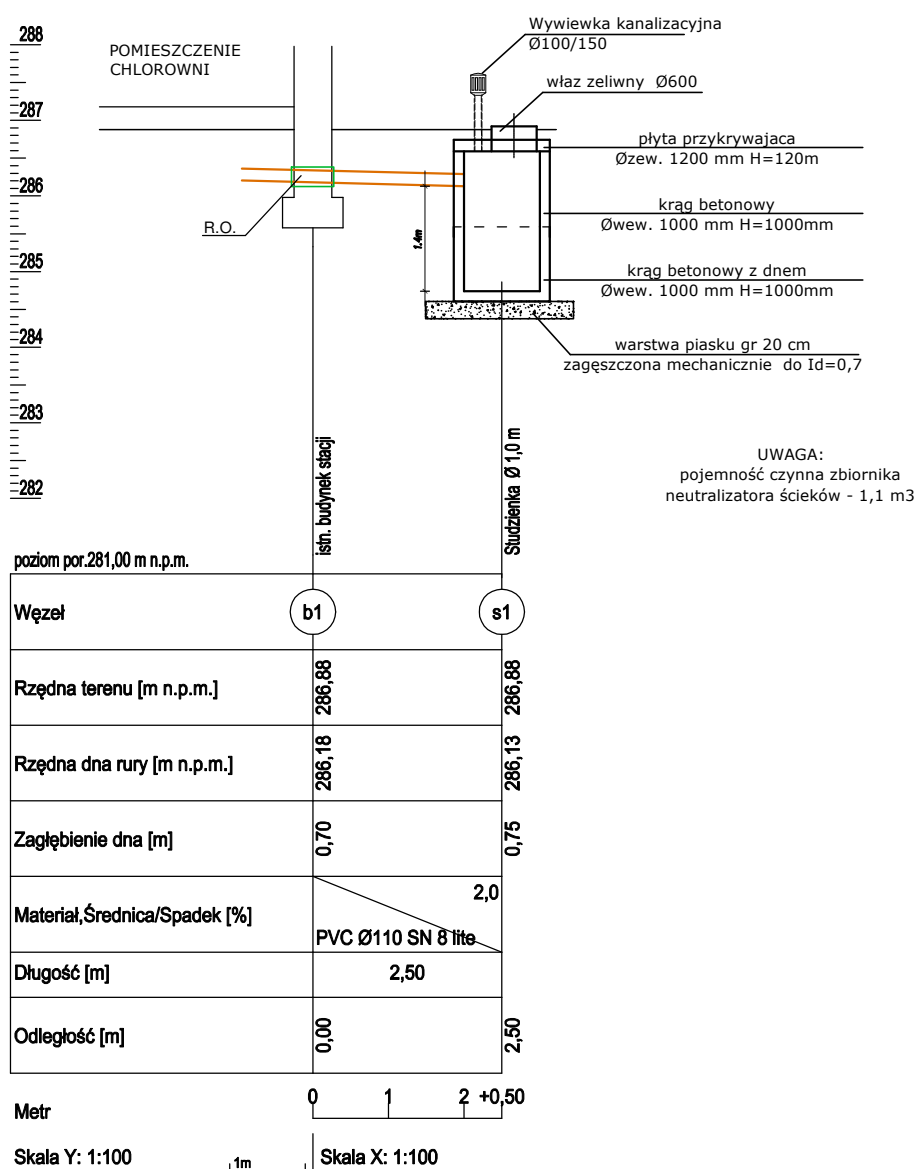 288
287
286
285
284
283
282
POMIESZCZENIE
CHLOROWNI
Wywiewka kanalizacyjna
Ø100/150
właz zeliwny Ø600
płyta przykrywajaca
Øzew. 1200 mm H=120m
krąg betonowy
Øwew. 1000 mm H=1000mm
krąg betonowy z dnem
Øwew. 1000 mm H=1000mm
warstwa piasku gr 20 cm
zagęszczona mechanicznie do Id=0,7
R.O.
1.4m
istn. budynek stacji
Studzienka Ø 1,0 m
UWAGA:
pojemność czynna zbiornika
neutralizatora ścieków - 1,1 m3
poziom por.281,00 m n.p.m.
Węzeł b1 s1
Rzędna terenu [m n.p.m.] 286,88 286,88
Rzędna dna rury [m n.p.m.] 286,18 286,13
Zagłębienie dna [m] 0,70 0,75
Materiał,Średnica/Spadek [%] 2,0
PVC Ø110 SN 8 lite
Długość [m] 2,50
Odległość [m] 0,00 2,50
Metr 0 1 2 +0,50
Skala Y: 1:100 1m Skala X: 1:100